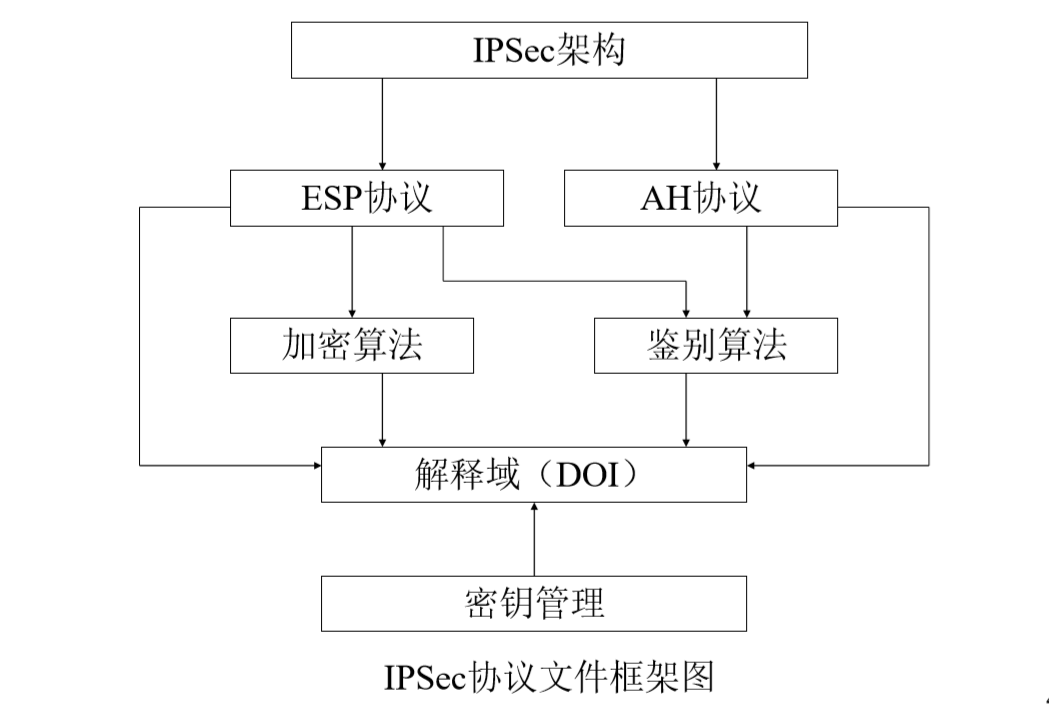 IPSec架构
ESP协议
AH协议
加密算法
鉴别算法
解释域（DOI）
密钥管理
IPSec协议文件框架图